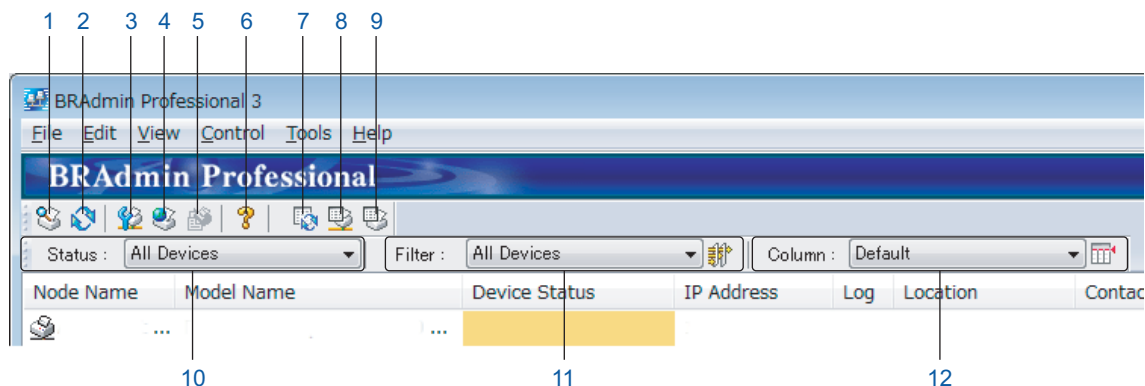 1 2 3 4 5 6 7 8 9
BRAdmin Professional 3
File Edit View Control Tools Help
BRAdmin Professional
Status : All Devices Filter : All Devices Column : Default
Node Name Model Name Device Status IP Address Log Location Contac
... ...
10 11 12